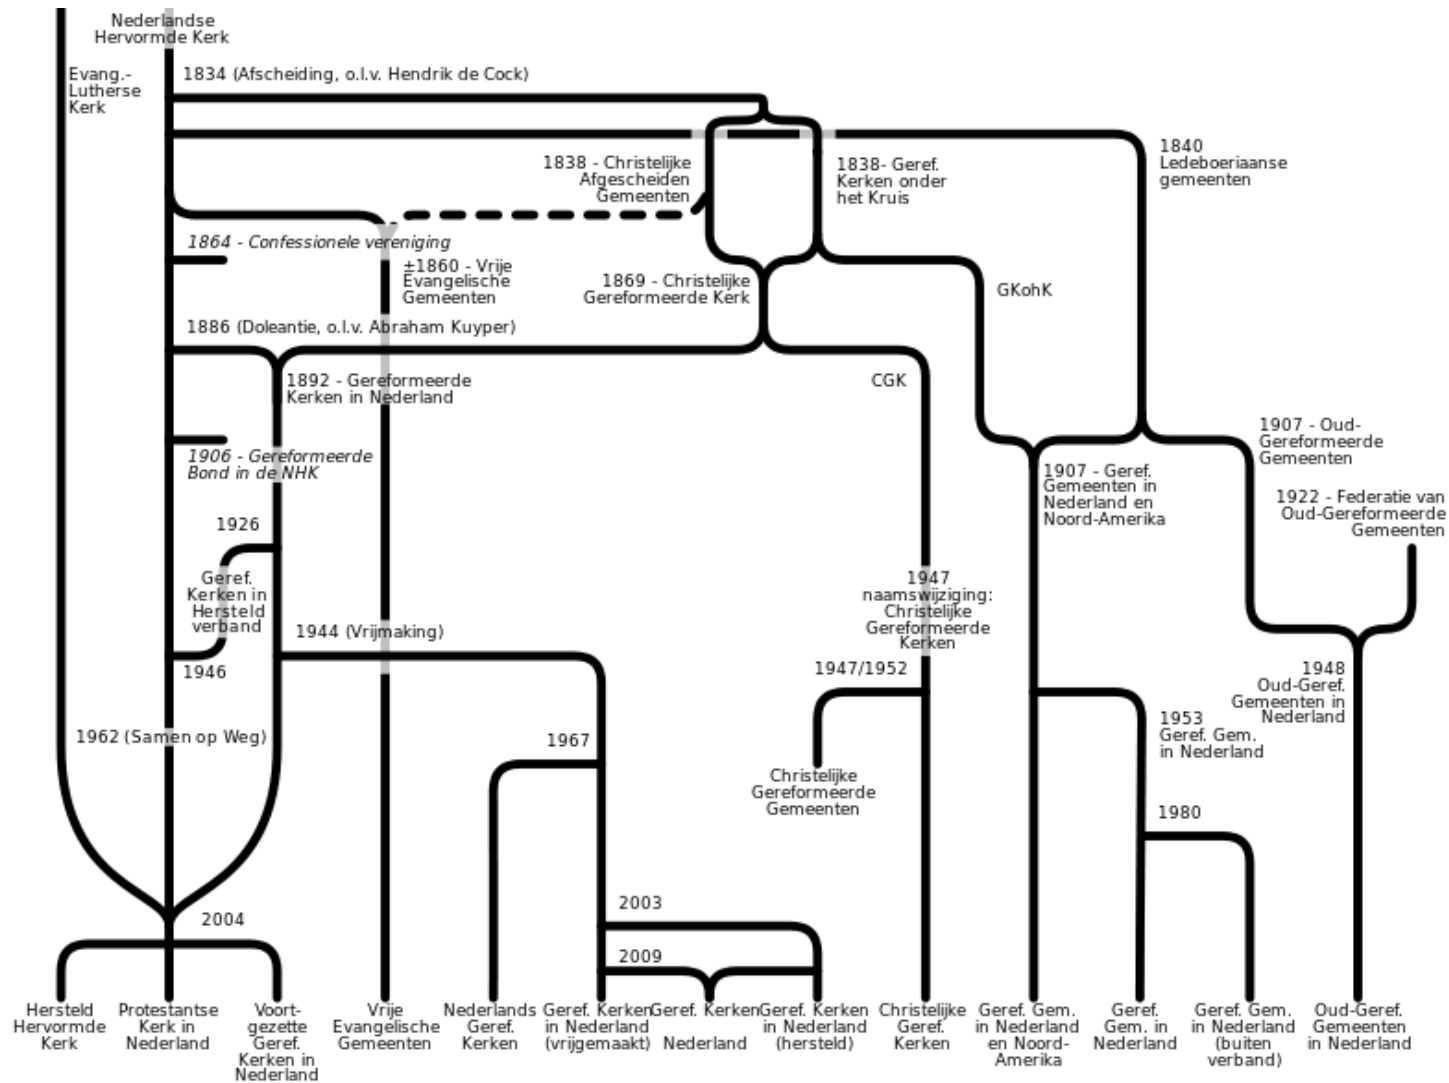 Nederlandse
Hervormde Kerk
Evang.-
Lutherse
Kerk
1834 (Afscheiding, o.l.v. Hendrik de Cock)
1838 - Christelijke
Afgescheiden
Gemeenten
1838- Geref.
Kerken onder
het Kruis
1840
Ledeboeriaanse
gemeenten
1864 - Confessionele vereniging
±1860 - Vrije
Evangelische
Gemeenten
1869 - Christelijke
Gereformeerde Kerk
GKohK
1886 (Doleantie, o.l.v. Abraham Kuyper)
1892 - Gereformeerde
Kerken in Nederland
CGK
1906 - Gereformeerde
Bond in de NHK
1907 - Geref.
Gemeenten in
Nederland en
Noord-Amerika
1907 - Oud-
Gereformeerde
Gemeenten
1922 - Federatie van
Oud-Gereformeerde
Gemeenten
1926
Geref.
Kerken in
Hersteld
verband
1946
1944 (Vrijmaking)
1947
naamswijziging:
Christelijke
Gereformeerde
Kerken
1947/1952
Christelijke
Gereformeerde
Gemeenten
1948
Oud-Geref.
Gemeenten in
Nederland
1953
Geref. Gem.
in Nederland
1962 (Samen op Weg)
1967
1980
2003
2004
2009
Hersteld
Hervormde
Kerk
Protestantse
Kerk in
Nederland
Voort-
gezette
Geref.
Kerken in
Nederland
Vrije
Evangelische
Gemeenten
Nederlands
Geref.
Kerken
Geref. Kerken
in Nederland
(vrijgemaakt)
Geref. Kerken
Nederland
Geref. Kerken
in Nederland
(hersteld)
Christelijke
Geref.
Kerken
Geref. Gem.
in Nederland
en Noord-
Amerika
Geref.
Gem. in
Nederland
Geref. Gem.
in Nederland
(buiten
verband)
Oud-Geref.
Gemeenten
in Nederland